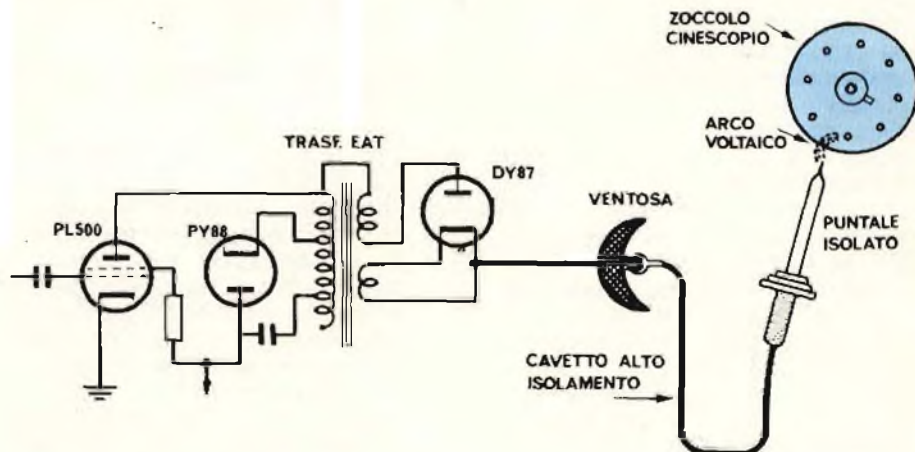 ZOCCOLO
CINESCOPIO
ARCO
VOLTAICO
TRASF. EAT
DY87
VENTOSA
PL500
PY88
PUNTALE
ISOLATO
CAVETTO ALTO
ISOLAMENTO